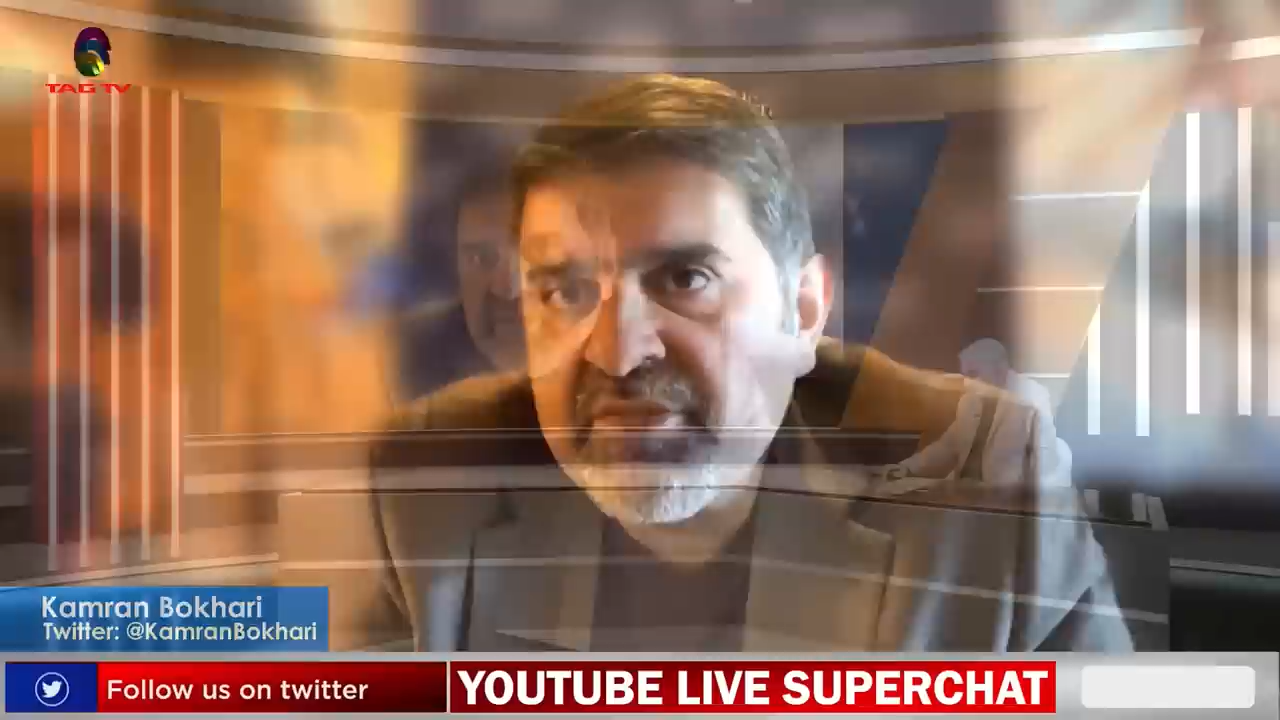 TAG TV
Kamran Bokhari
Twitter: @KamranBokhari
Follow us on twitter
YOUTUBE LIVE SUPERCHAT